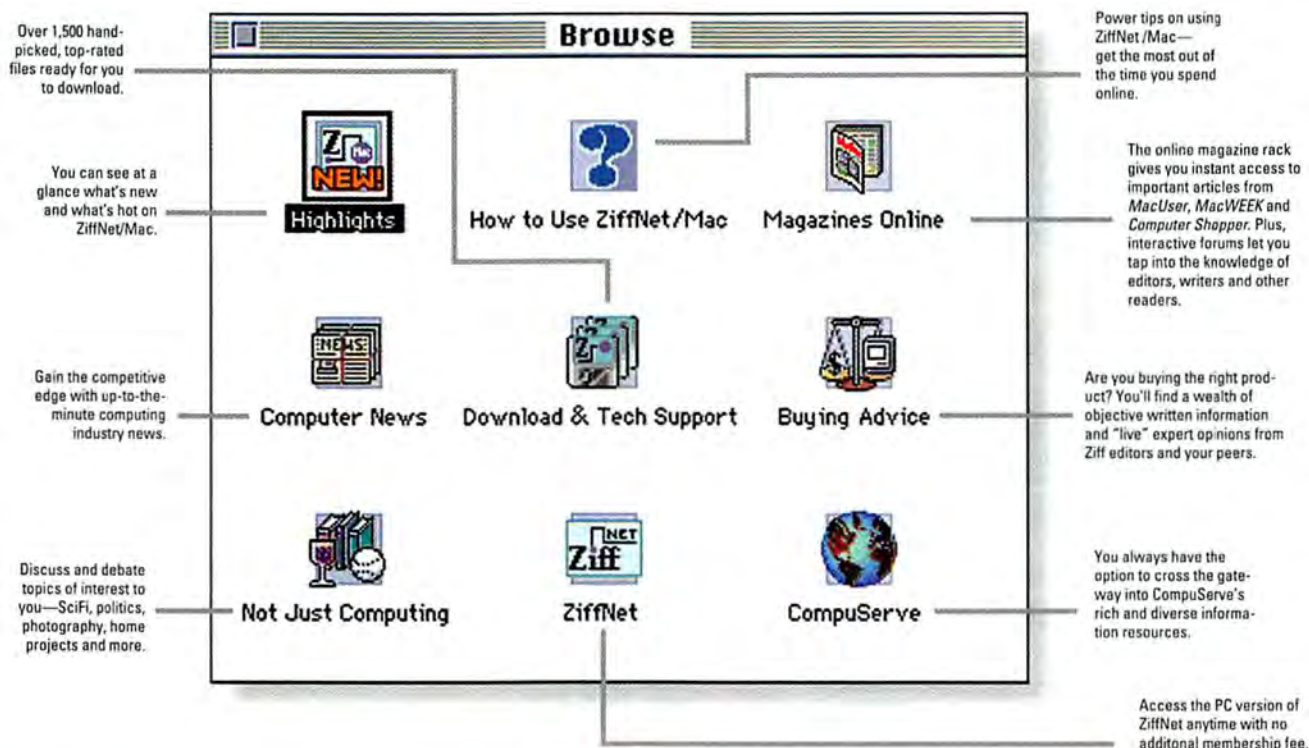 Over 1,500 hand-
picked, top-rated
files ready for you
to download.
Browse
Power tips on using
ZiffNet/Mac—
get the most out of
the time you spend
online.
You can see at a
glance what's new
and what's hot on
ZiffNet/Mac.
Z Mac
NEW!
Highlights
How to Use ZiffNet/Mac
Magazines Online
The online magazine rack
gives you instant access to
important articles from
MacUser, MacWEEK and
Computer Shopper. Plus,
interactive forums let you
tap into the knowledge of
editors, writers and other
readers.
Gain the competitive
edge with up-to-the-
minute computing
industry news.
NEWS
Computer News
Z
Download & Tech Support
$
Buying Advice
Are you buying the right prod-
uct? You'll find a wealth of
objective written information
and "live" expert opinions from
Ziff editors and your peers.
Discuss and debate
topics of interest to
you—SciFi, politics,
photography, home
projects and more.
Not Just Computing
NET
Ziff
ZiffNet
CompuServe
You always have the
option to cross the gate-
way into CompuServe's
rich and diverse informa-
tion resources.
Access the PC version of
ZiffNet anytime with no
additonal membership fee.